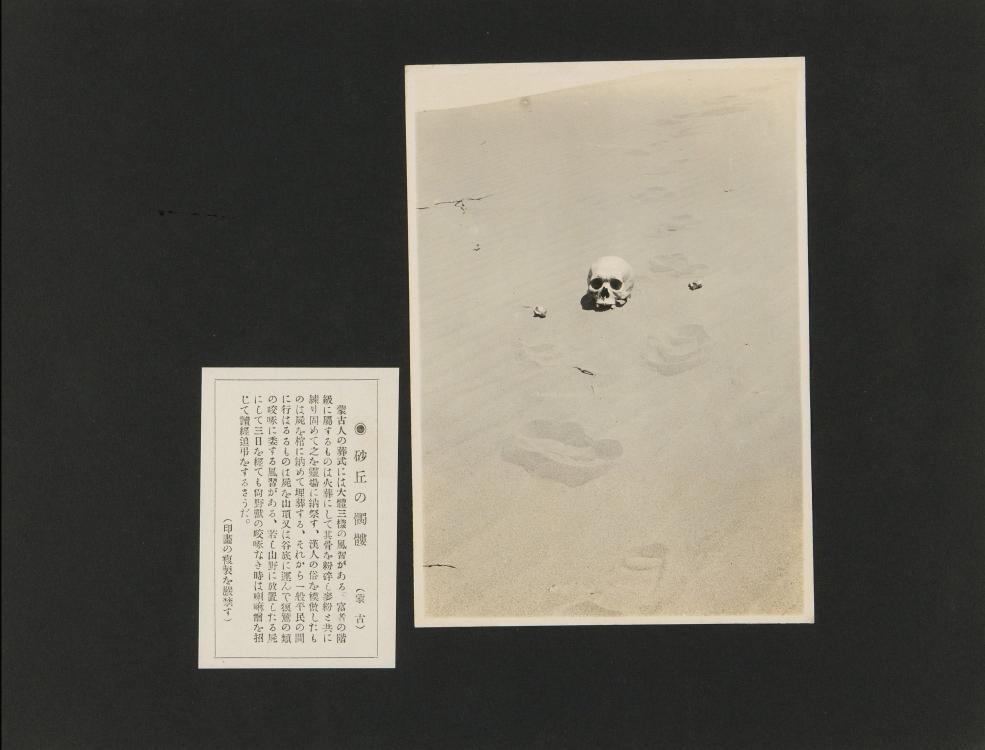 ◉砂丘の髑髏 (蒙古)
蒙古人の葬式には大體三樣の風習がある。富者の階
級に屬するものは火葬にして其骨を粉碎し麥粉と共に
練り固めて之を靈場に納祭す、漢人の俗を模倣したも
のは屍を棺に納めて埋葬する、それから一般平民の間
に行はるるものは屍を山頂又は谷底に運んで狼鷲の類
の咬啄に委する風習がある、若し山野に放置したる屍
にして三日を經ても尙野獸の咬啄なき時は喇嘛僧を招
じて讀經追弔をするさうだ。
(印畫の複製を嚴禁す)